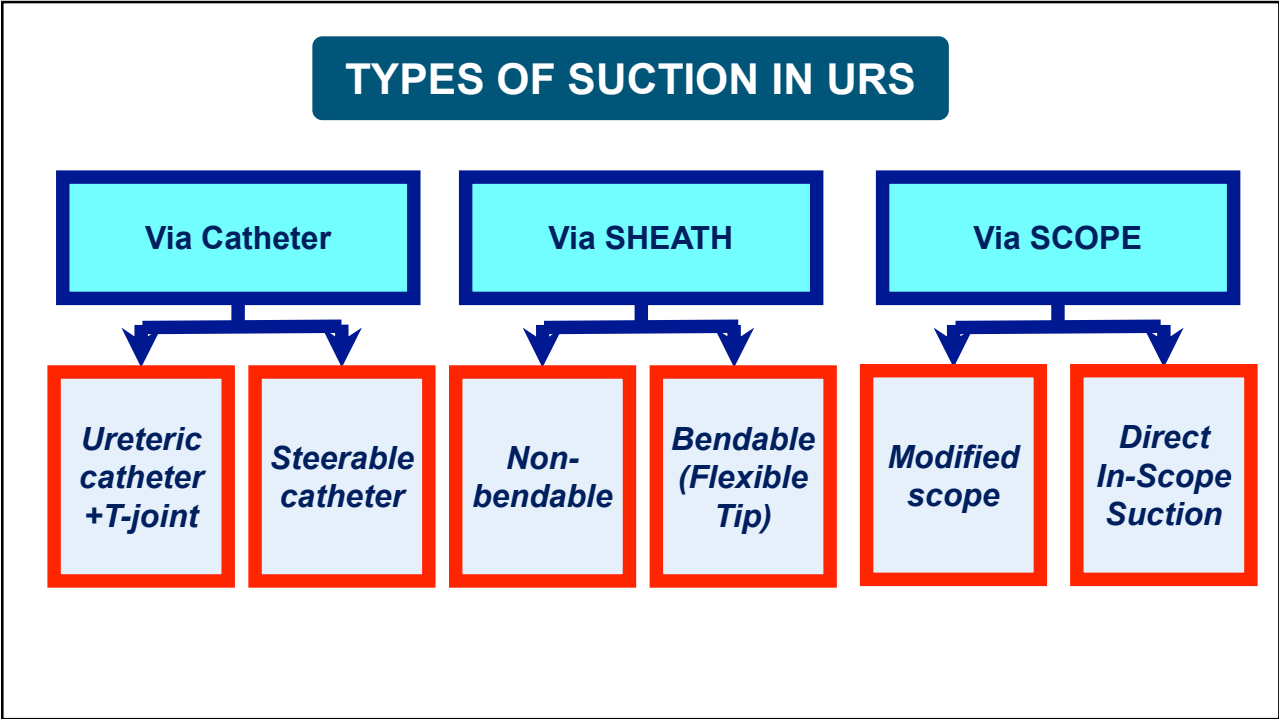 TYPES OF SUCTION IN URS
Via Catheter
Via SHEATH
Via SCOPE
Ureteric
catheter
+T-joint
Steerable
catheter
Non-
bendable
Bendable
(Flexible
Tip)
Modified
scope
Direct
In-Scope
Suction